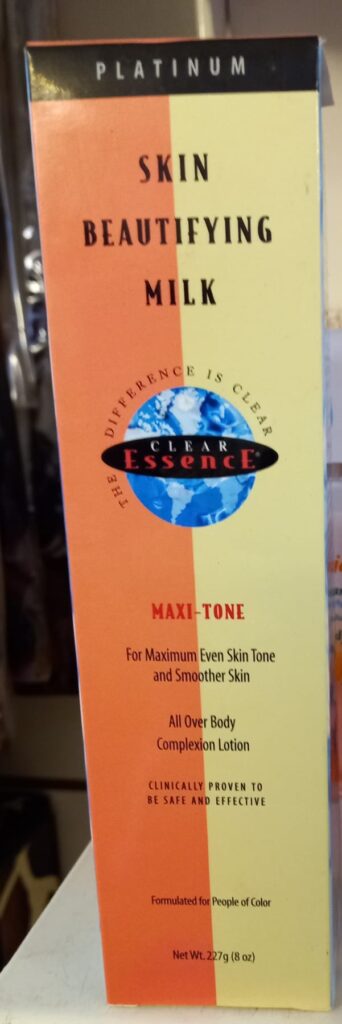 PLATINUM
SKIN
BEAUTIFYING
MILK
THE DIFFERENCE IS CLEAR
CLEAR
EssencE®
MAXI-TONE
For Maximum Even Skin Tone
and Smoother Skin
All Over Body
Complexion Lotion
CLINICALLY PROVEN TO
BE SAFE AND EFFECTIVE
Formulated for People of Color
Net Wt. 227g (8 oz)